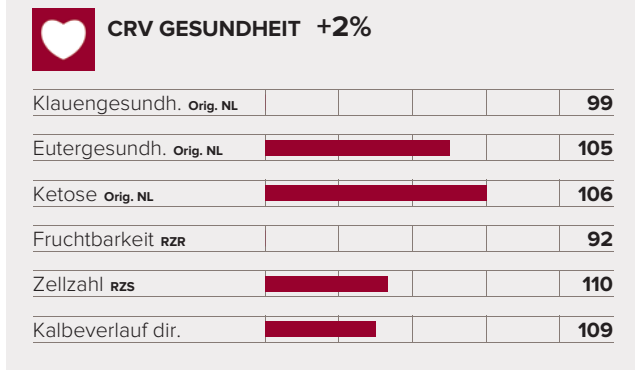 CRV GESUNDHEIT +2%
Klauengesundh. Orig. NL 99
Eutergesundh. Orig. NL 105
Ketose Orig. NL 106
Fruchtbarkeit RZR 92
Zellzahl RZS 110
Kalbeverlauf dir. 109